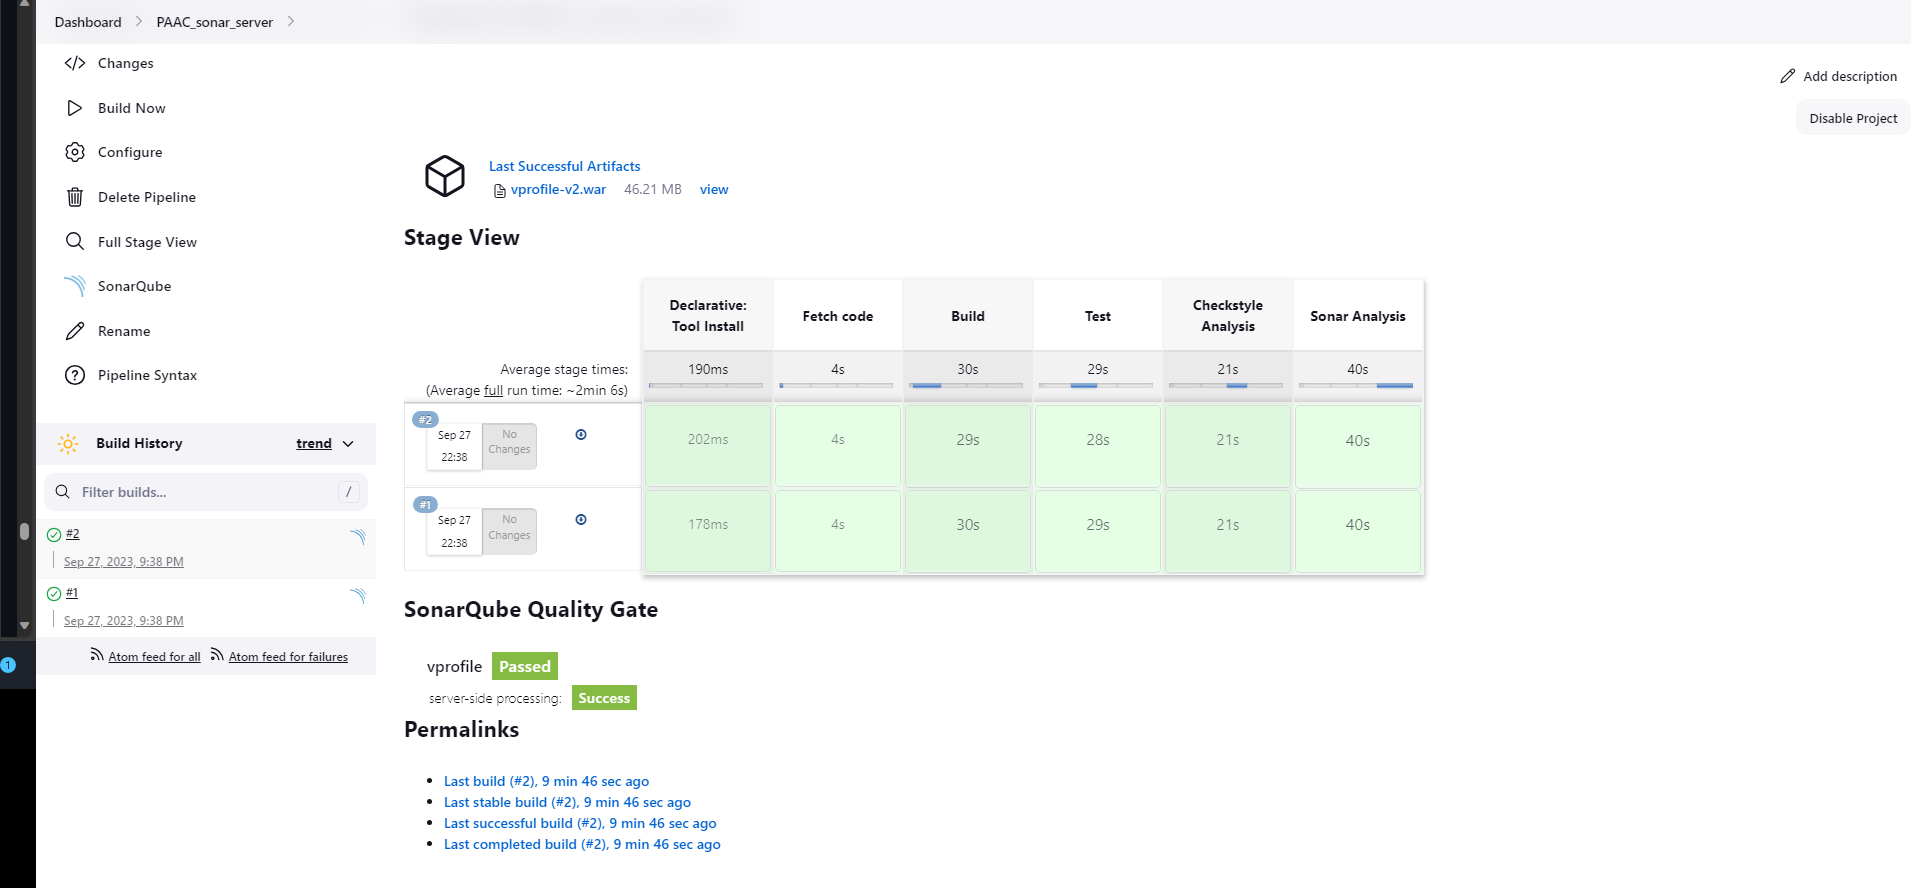 Dashboard > PAAC_sonar_server >
Changes
Build Now
Configure
Delete Pipeline
Full Stage View
SonarQube
Rename
Pipeline Syntax
Build History trend
Filter builds... /
#2
Sep 27, 2023, 9:38 PM
#1
Sep 27, 2023, 9:38 PM
Atom feed for all Atom feed for failures
1
Add description
Disable Project
Last Successful Artifacts
vprofile-v2.war 46.21 MB view
Stage View
Declarative: Tool Install Fetch code Build Test Checkstyle Analysis Sonar Analysis
Average stage times: 190ms 4s 30s 29s 21s 40s
(Average full run time: ~2min 6s)
#2
Sep 27 22:38 No Changes 202ms 4s 29s 28s 21s 40s
#1
Sep 27 22:38 No Changes 178ms 4s 30s 29s 21s 40s
SonarQube Quality Gate
vprofile Passed
server-side processing: Success
Permalinks
Last build (#2), 9 min 46 sec ago
Last stable build (#2), 9 min 46 sec ago
Last successful build (#2), 9 min 46 sec ago
Last completed build (#2), 9 min 46 sec ago